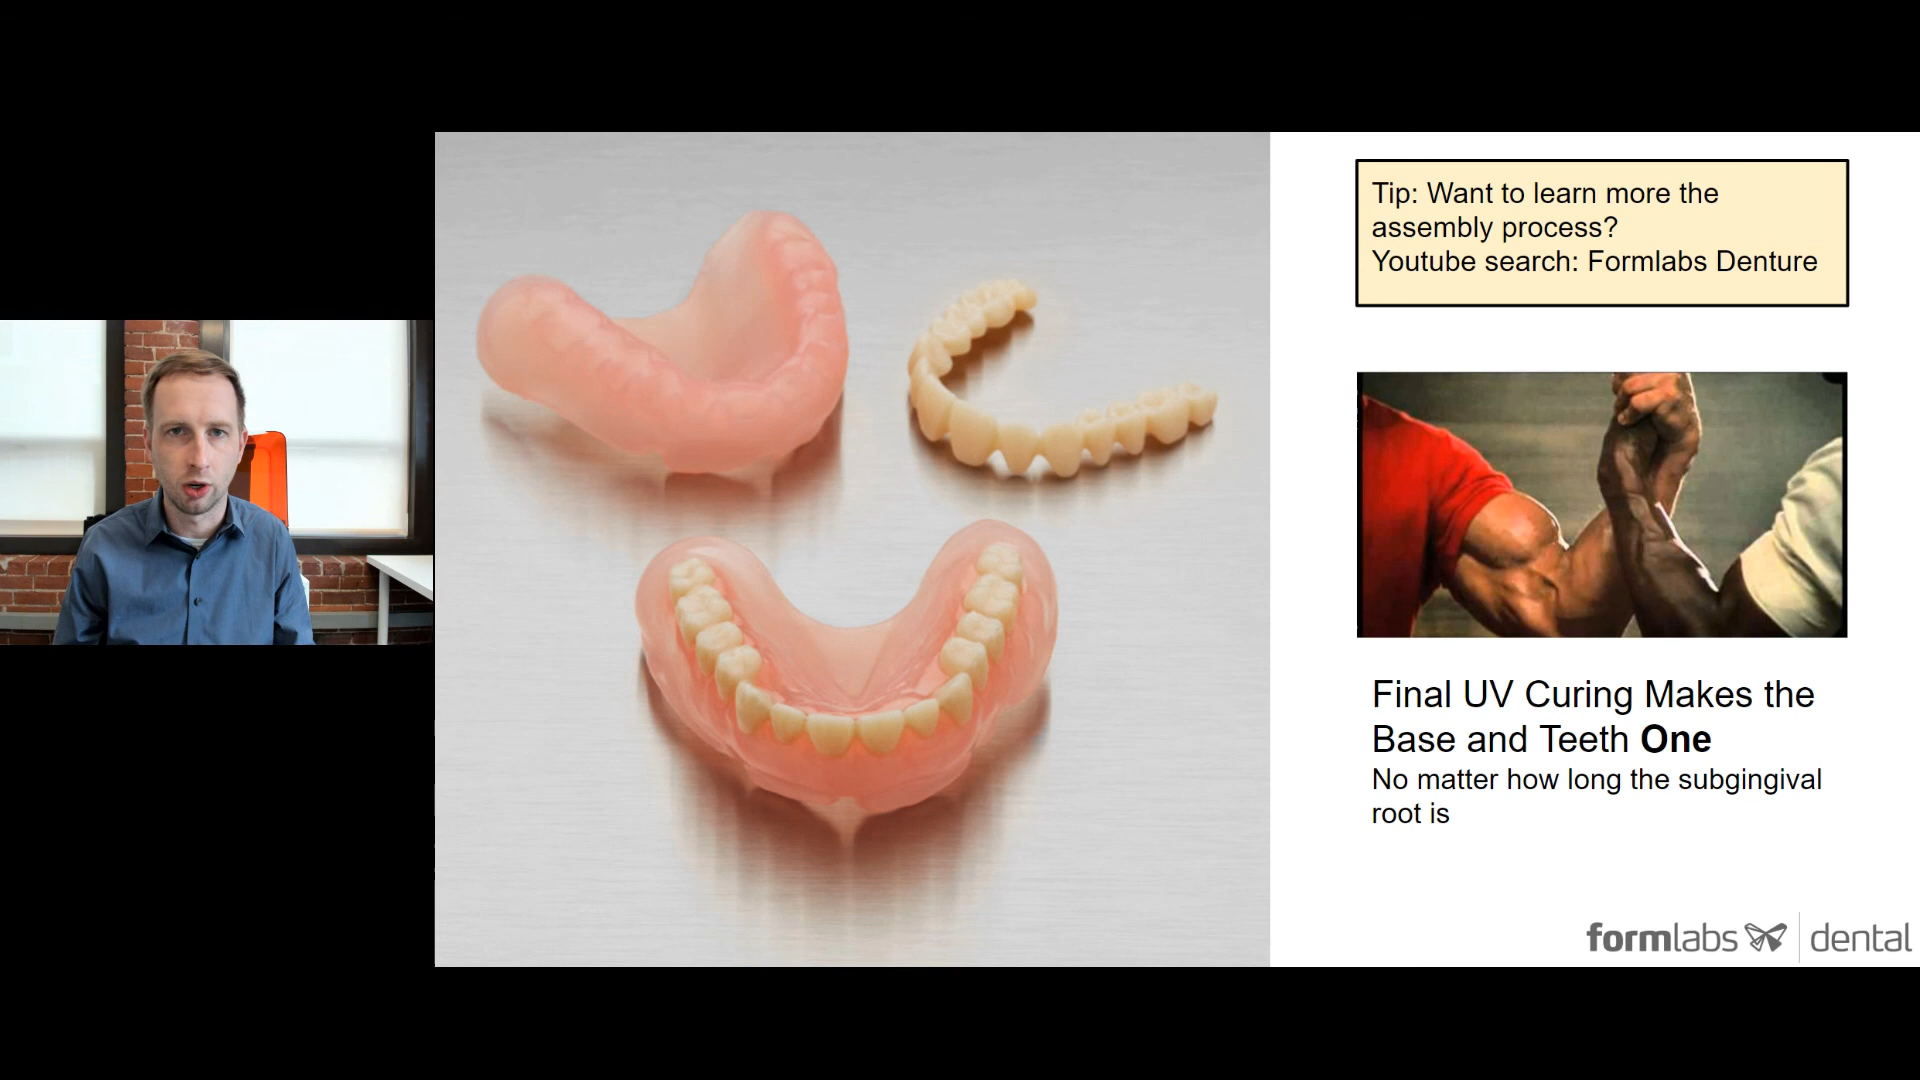 Tip: Want to learn more the
assembly process?
Youtube search: Formlabs Denture
Final UV Curing Makes the
Base and Teeth One
No matter how long the subgingival
root is
formlabs dental